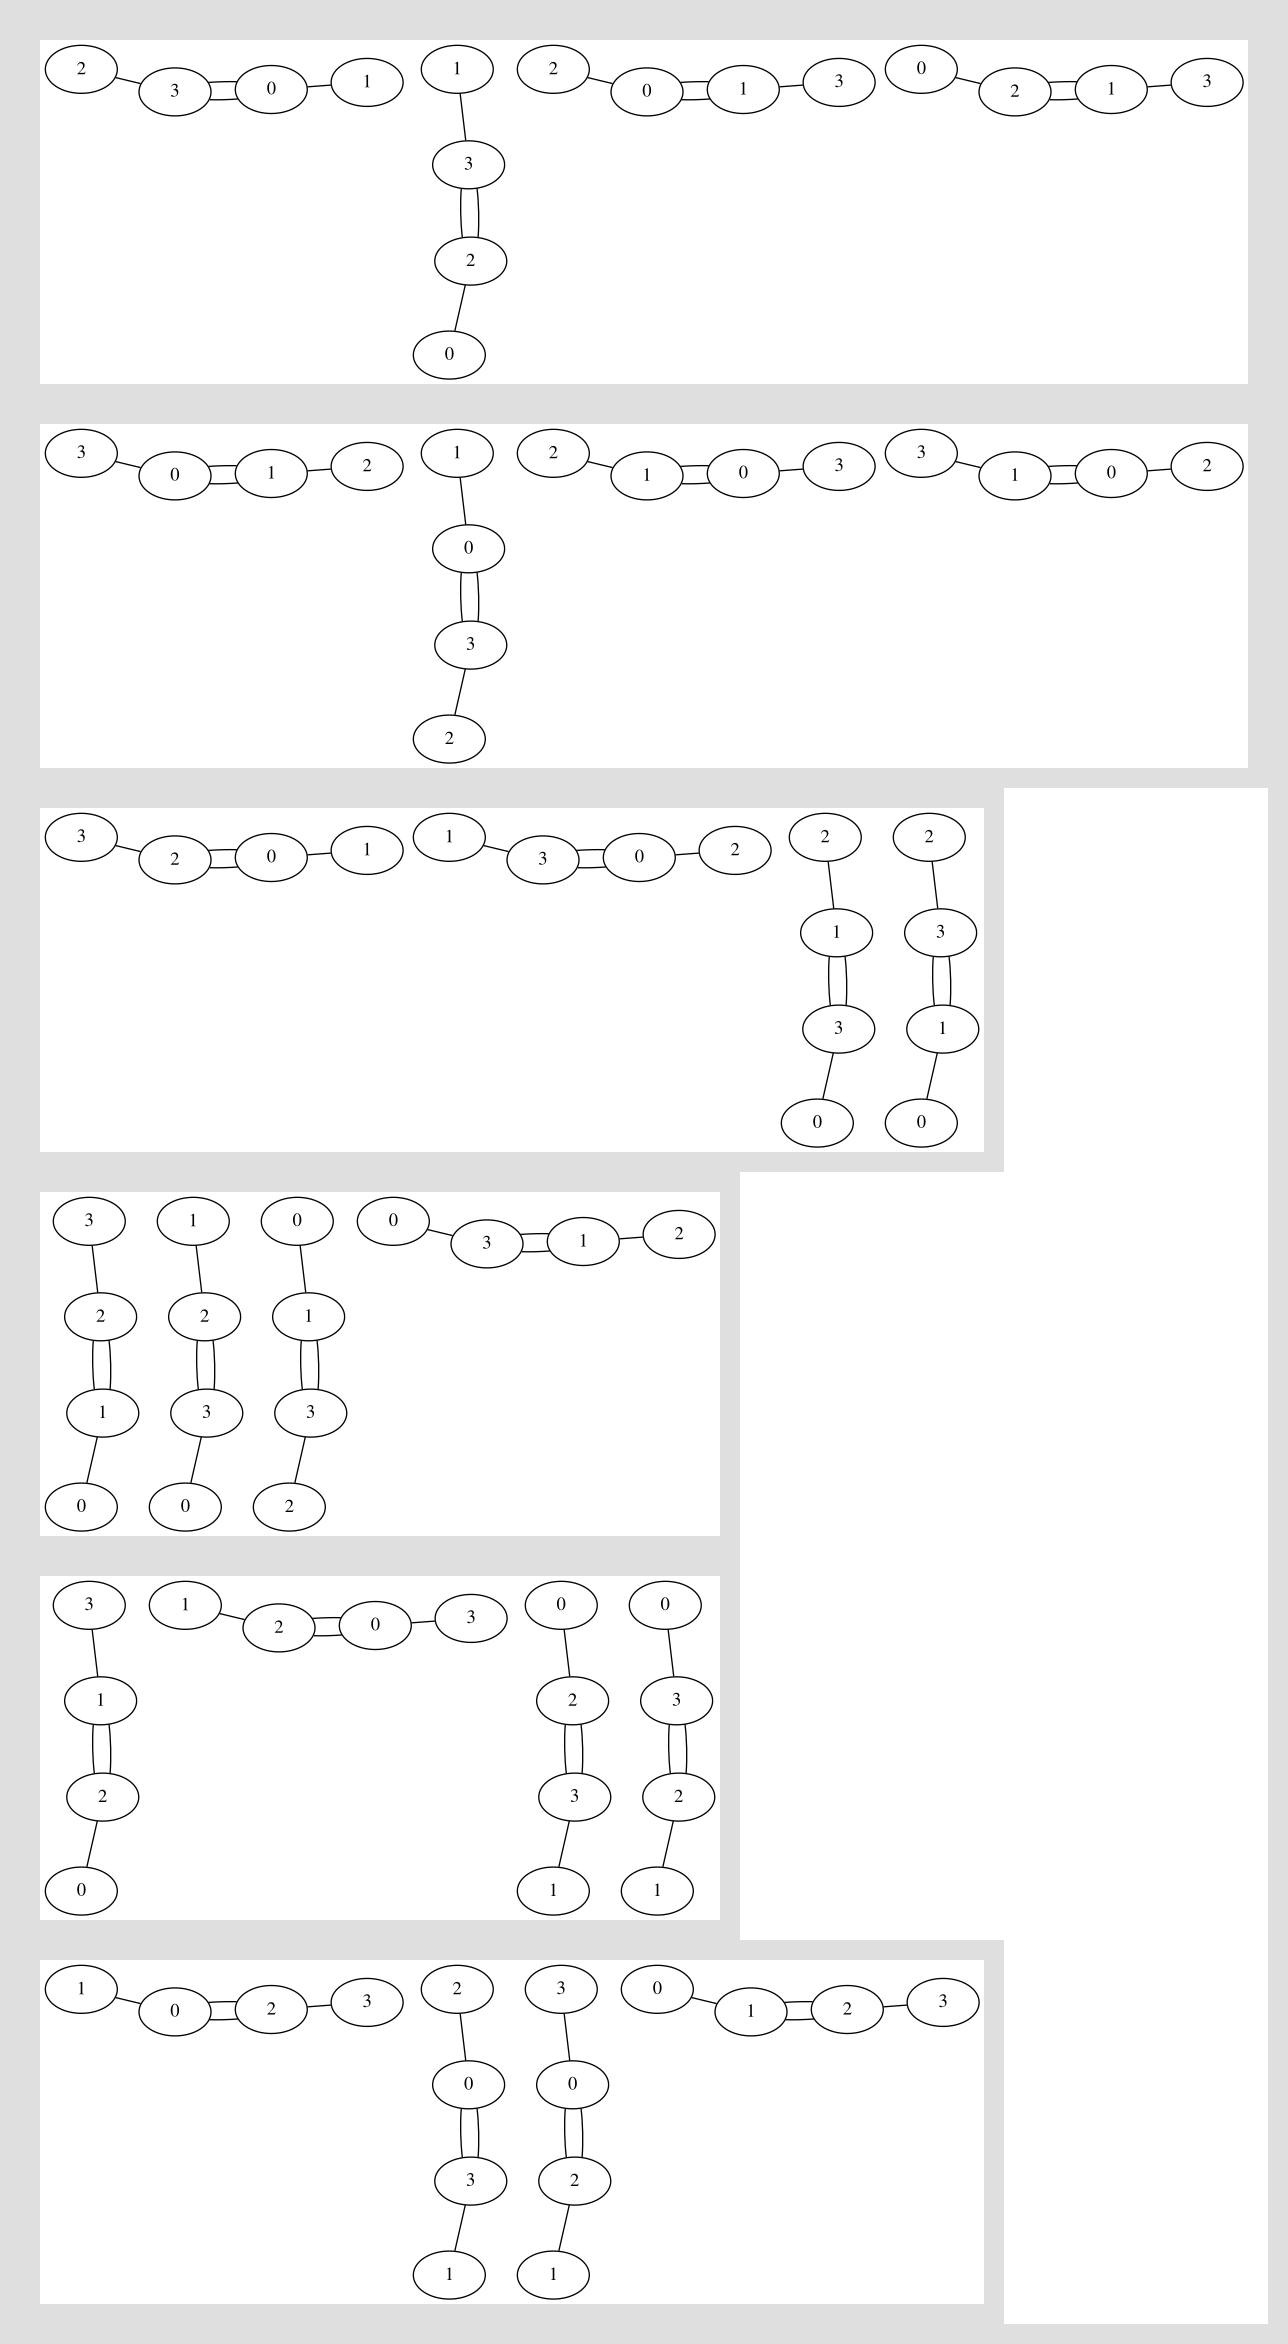 2 3 0 1
1 3 2 0
2 0 1 3
0 2 1 3
3 0 1 2
1 0 3 2
2 1 0 3
3 1 0 2
3 2 0 1
1 3 0 2
2 1 3 0
2 3 1 0
3 2 1 0
1 2 3 0
0 1 3 2
0 3 1 2
3 1 2 0
1 2 0 3
0 2 3 1
0 3 2 1
1 0 2 3
2 0 3 1
3 0 2 1
0 1 2 3